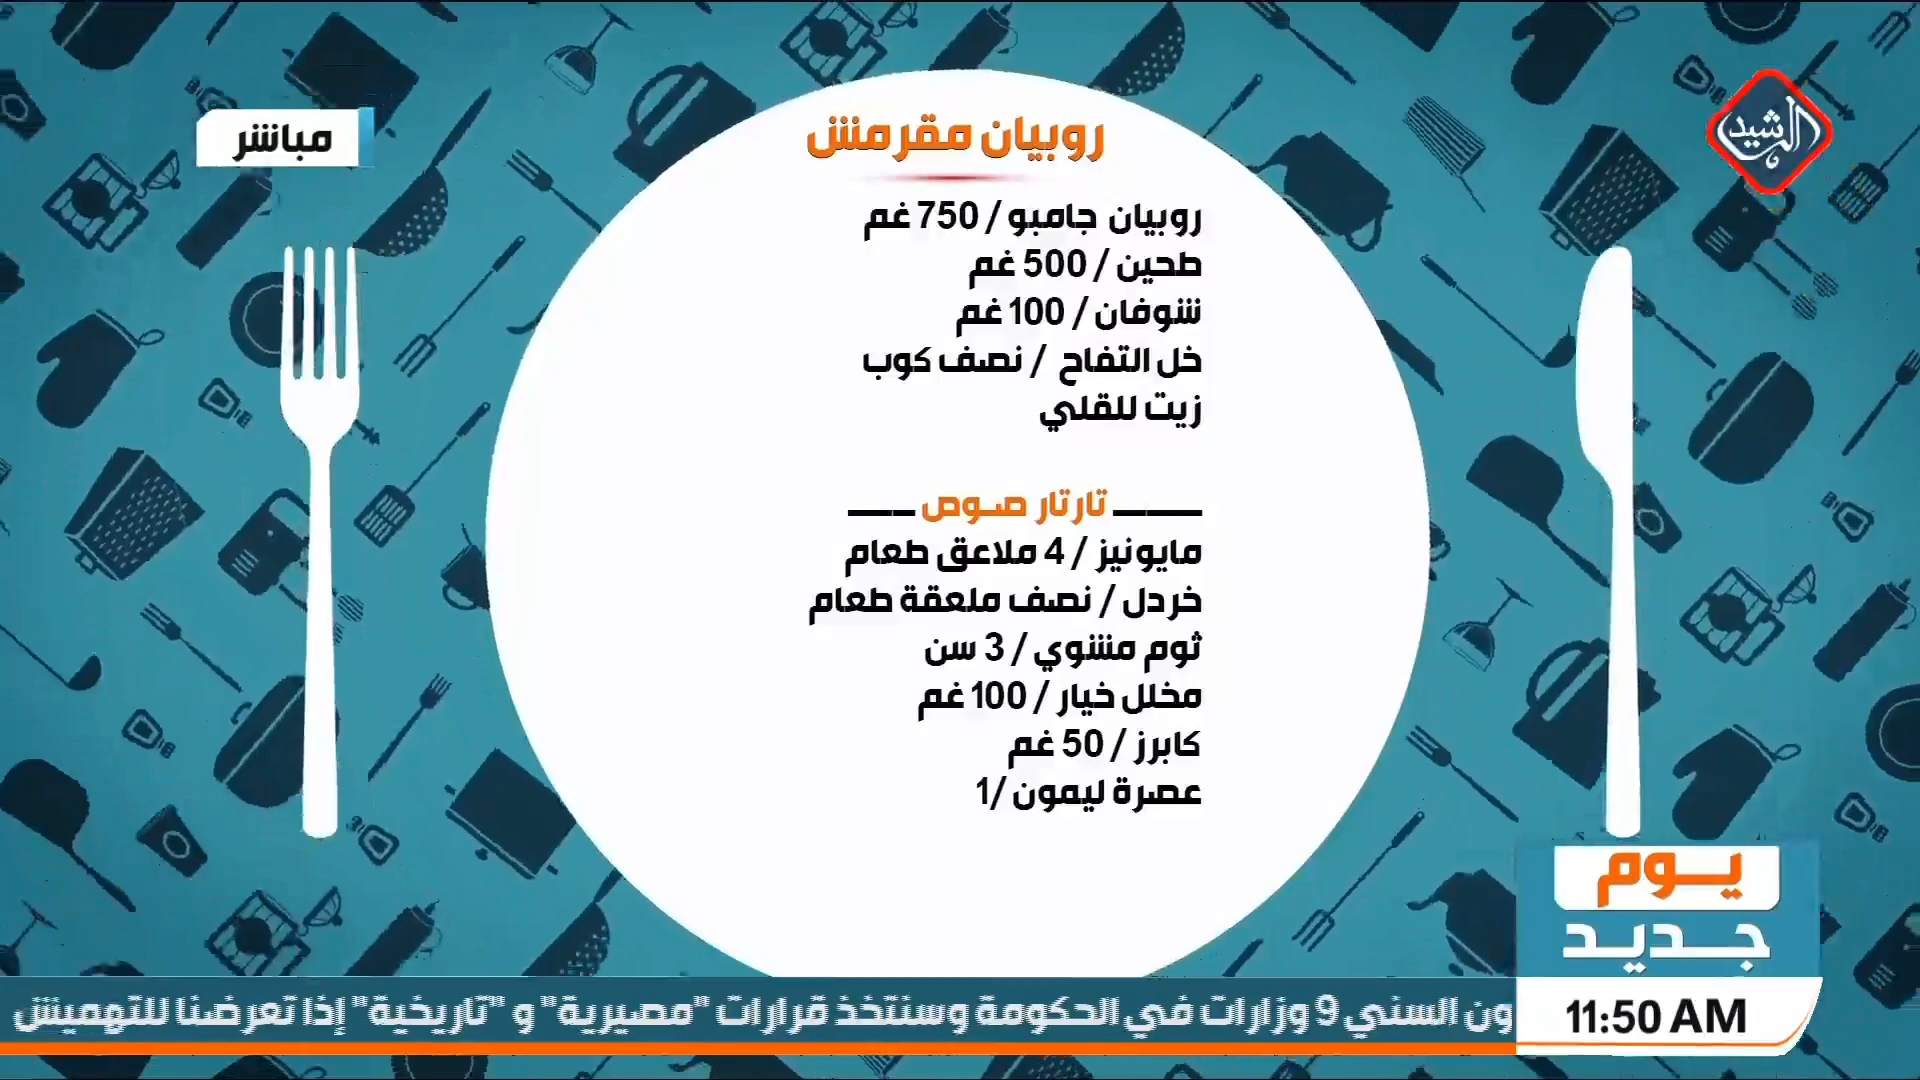 مباشر
الرشيد
روبيان مقرمش
روبيان جامبو / 750 غم
طحين / 500 غم
شوفان / 100 غم
خل التفاح / نصف كوب
زيت للقلي
تارتار صوص
مايونيز / 4 ملاعق طعام
خردل / نصف ملعقة طعام
ثوم مشوي / 3 سن
مخلل خيار / 100 غم
كابرز / 50 غم
عصرة ليمون /1
يوم
جديد
11:50 AM
ون السني 9 وزارات في الحكومة وسنتخذ قرارات "مصيرية" و "تاريخية" إذا تعرضنا للتهميش